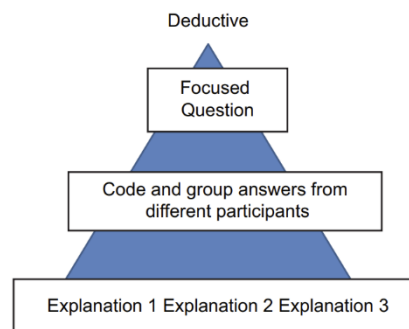 Deductive
Focused
Question
Code and group answers from
different participants
Explanation 1 Explanation 2 Explanation 3